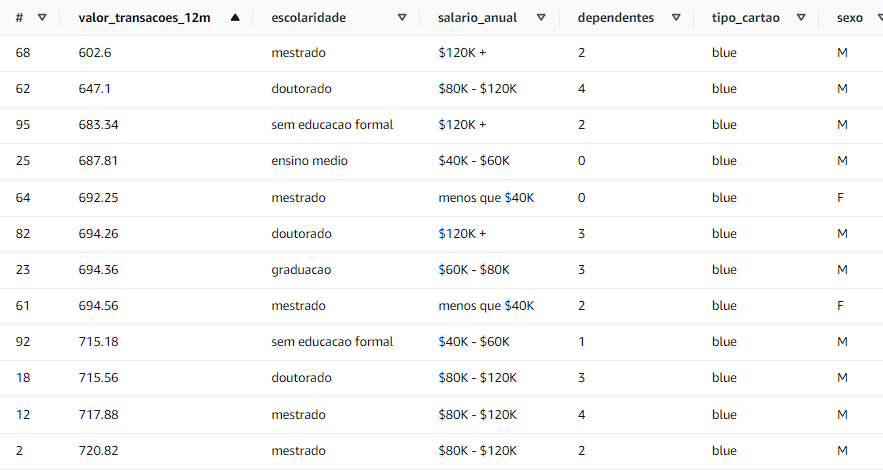 # valor_transacoes_12m escolaridade salario_anual dependentes tipo_cartao sexo
68 602.6 mestrado $120K + 2 blue M
62 647.1 doutorado $80K - $120K 4 blue M
95 683.34 sem educacao formal $120K + 2 blue M
25 687.81 ensino medio $40K - $60K 0 blue M
64 692.25 mestrado menos que $40K 0 blue F
82 694.26 doutorado $120K + 3 blue M
23 694.36 graduacao $60K - $80K 3 blue M
61 694.56 mestrado menos que $40K 2 blue F
92 715.18 sem educacao formal $40K - $60K 1 blue M
18 715.56 doutorado $80K - $120K 3 blue M
12 717.88 mestrado $80K - $120K 4 blue M
2 720.82 mestrado $80K - $120K 2 blue M